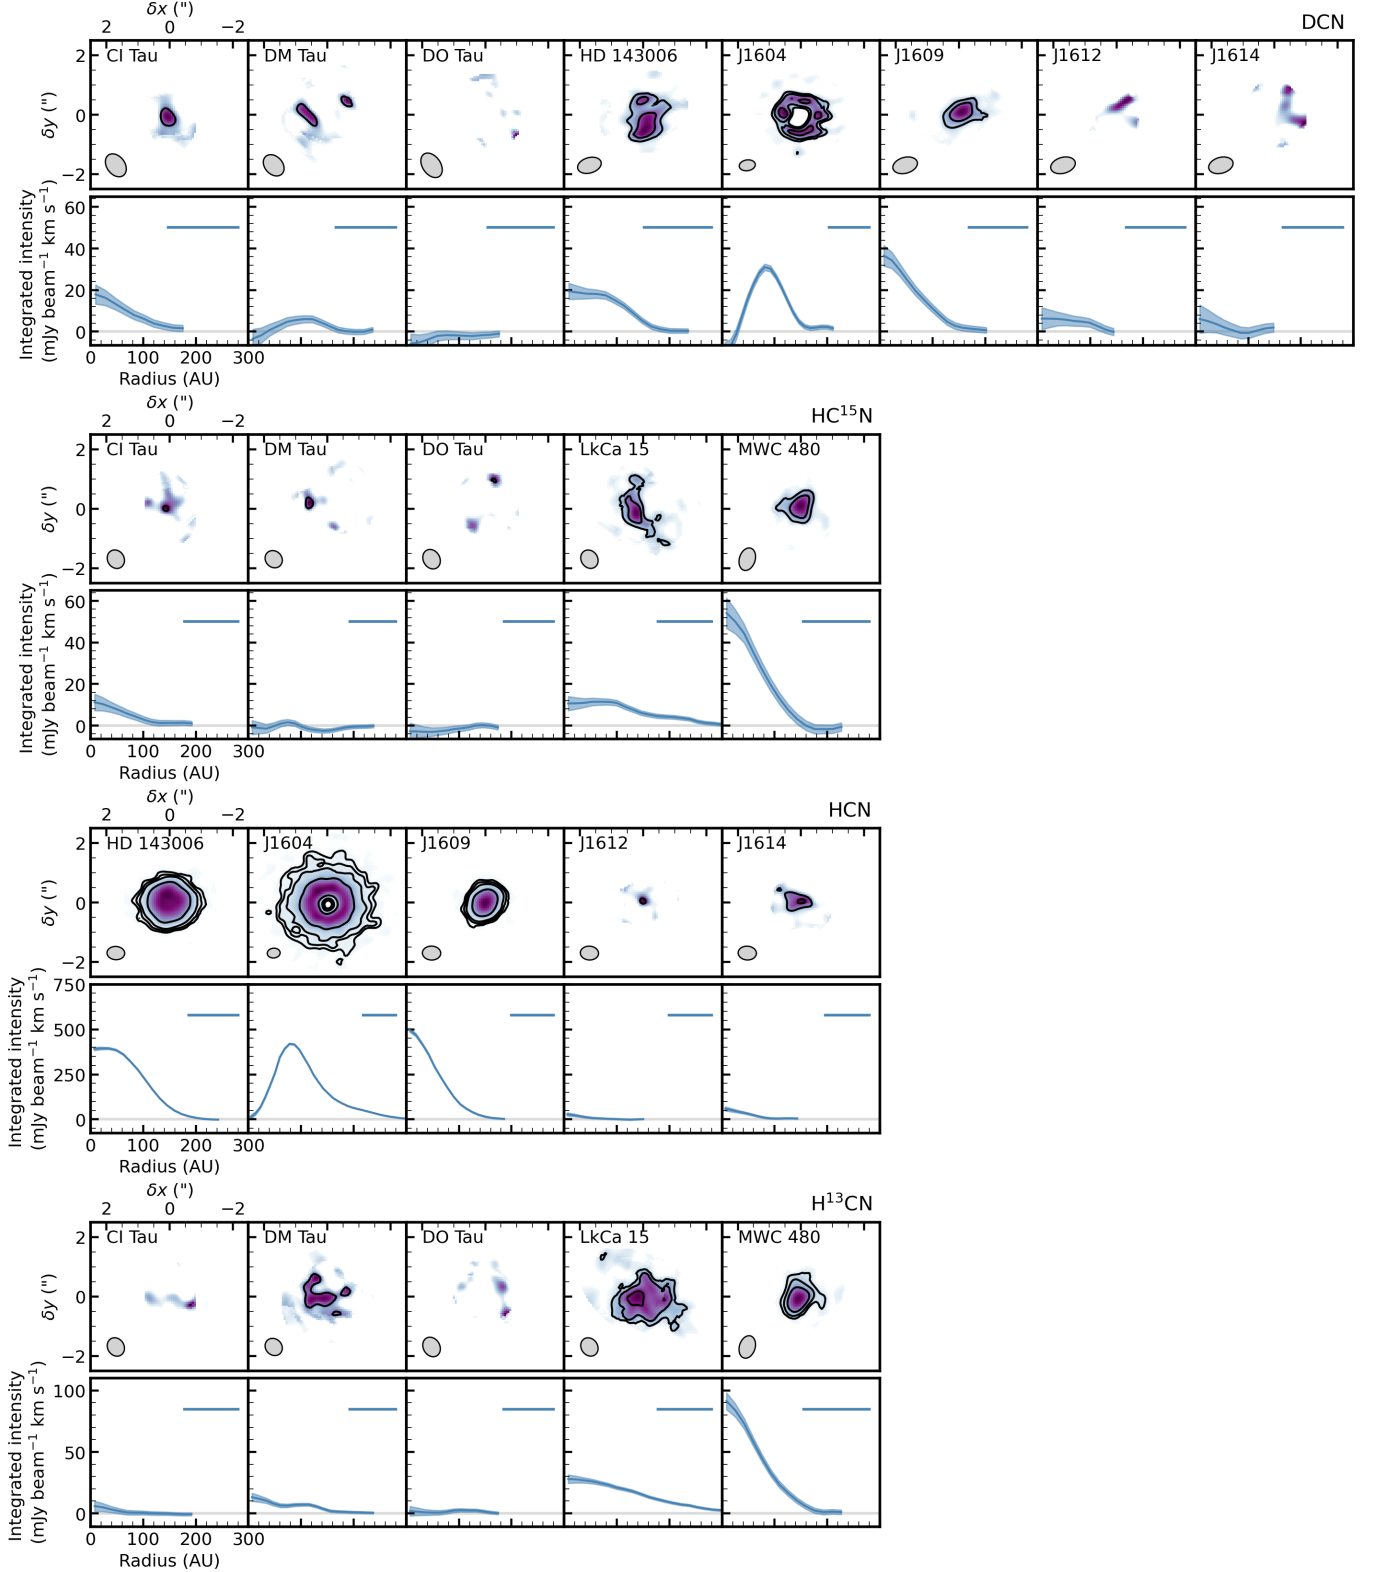 δx (")
2 0 −2
DCN
CI Tau DM Tau DO Tau HD 143006 J1604 J1609 J1612 J1614
δy (")
2
0
−2
Integrated intensity
(mJy beam⁻¹ km s⁻¹)
60
40
20
0
0 100 200 300
Radius (AU)
δx (")
2 0 −2
HC¹⁵N
CI Tau DM Tau DO Tau LkCa 15 MWC 480
δy (")
2
0
−2
Integrated intensity
(mJy beam⁻¹ km s⁻¹)
60
40
20
0
0 100 200 300
Radius (AU)
δx (")
2 0 −2
HCN
HD 143006 J1604 J1609 J1612 J1614
δy (")
2
0
−2
Integrated intensity
(mJy beam⁻¹ km s⁻¹)
750
500
250
0
0 100 200 300
Radius (AU)
δx (")
2 0 −2
H¹³CN
CI Tau DM Tau DO Tau LkCa 15 MWC 480
δy (")
2
0
−2
Integrated intensity
(mJy beam⁻¹ km s⁻¹)
100
50
0
0 100 200 300
Radius (AU)